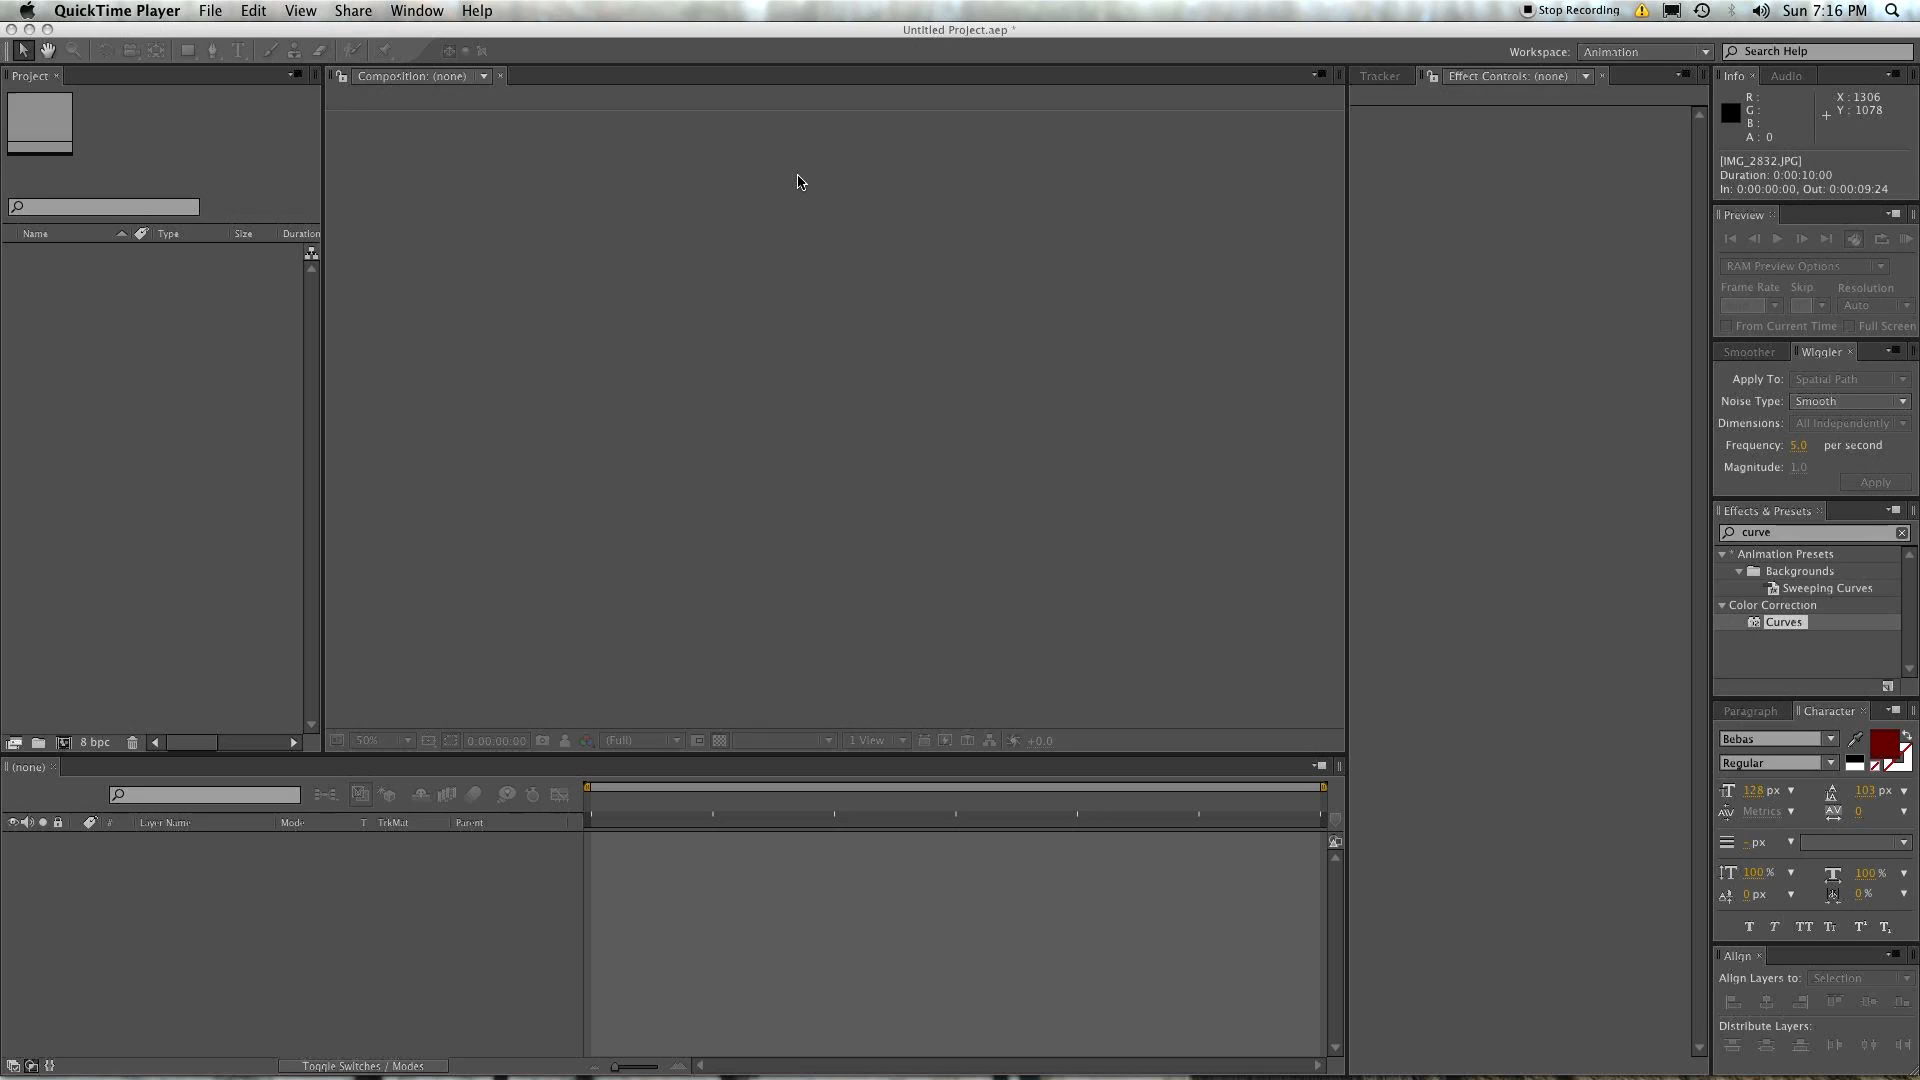 QuickTime Player File Edit View Share Window Help Stop Recording Sun 7:16 PM
Untitled Project.aep *
Workspace: Animation Search Help
Project Composition: (none) Tracker Effect Controls: (none) Info Audio
R :
G :
B :
A : 0
X : 1306
Y : 1078
[IMG_2832.JPG]
Duration: 0:00:10:00
In: 0:00:00:00, Out: 0:00:09:24
Name Type Size Duration
Preview
RAM Preview Options
Frame Rate Skip Resolution
Auto
From Current Time Full Screen
Smoother Wiggler
Apply To: Spatial Path
Noise Type: Smooth
Dimensions: All Independently
Frequency: 5.0 per second
Magnitude: 1.0
Apply
Effects & Presets
curve
* Animation Presets
Backgrounds
Sweeping Curves
Color Correction
Curves
8 bpc
50% 0:00:00:00 (Full) 1 View +0.0
Paragraph Character
Bebas
Regular
128 px 103 px
Metrics 0
- px
100 % 100 %
0 px 0 %
T T TT Tt T¹ T₁
(none)
# Layer Name Mode T TrkMat Parent
Align
Align Layers to: Selection
Distribute Layers:
Toggle Switches / Modes